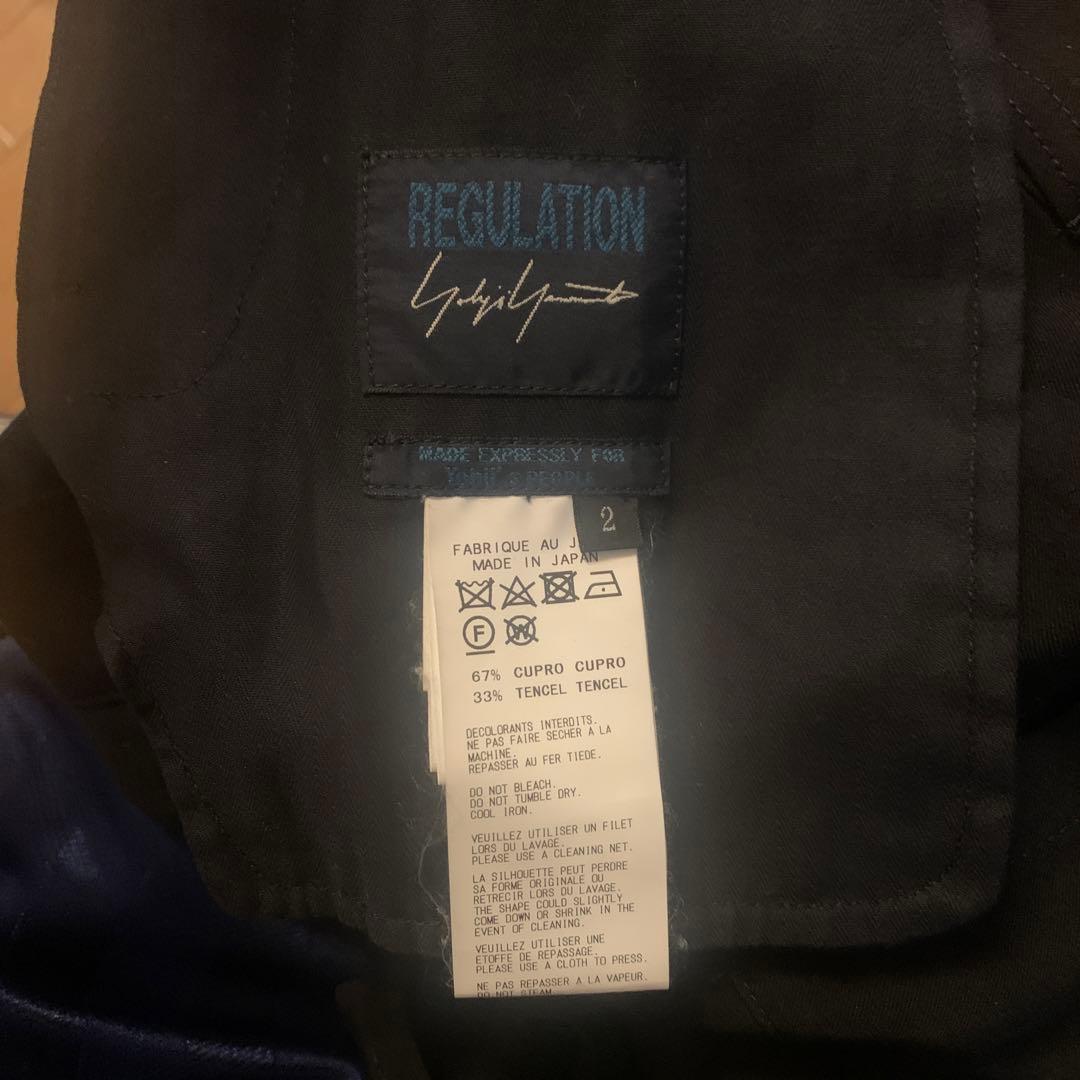 REGULATION
Yohji Yamamoto
MADE EXPRESSLY FOR
Yohji's PEOPLE
2
FABRIQUE AU J
MADE IN JAPAN
F W
67% CUPRO CUPRO
33% TENCEL TENCEL
DECOLORANTS INTERDITS.
NE PAS FAIRE SECHER A LA
MACHINE.
REPASSER AU FER TIEDE.
DO NOT BLEACH.
DO NOT TUMBLE DRY.
COOL IRON.
VEUILLEZ UTILISER UN FILET
LORS DU LAVAGE.
PLEASE USE A CLEANING NET.
LA SILHOUETTE PEUT PERDRE
SA FORME ORIGINALE OU
RETRECIR LORS DU LAVAGE.
THE SHAPE COULD SLIGHTLY
COME DOWN OR SHRINK IN THE
EVENT OF CLEANING.
VEUILLEZ UTILISER UNE
ETOFFE DE REPASSAGE.
PLEASE USE A CLOTH TO PRESS.
NE PAS REPASSER A LA VAPEUR.
DO NOT STEAM